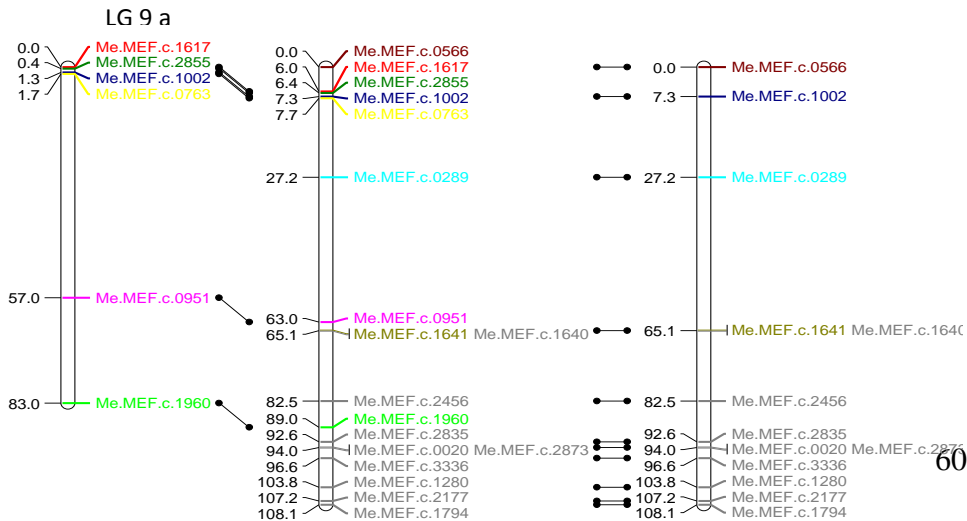 LG 9 a
0.0 Me.MEF.c.1617
0.4 Me.MEF.c.2855
1.3 Me.MEF.c.1002
1.7 Me.MEF.c.0763
57.0 Me.MEF.c.0951
83.0 Me.MEF.c.1960
0.0 Me.MEF.c.0566
6.0 Me.MEF.c.1617
6.4 Me.MEF.c.2855
7.3 Me.MEF.c.1002
7.7 Me.MEF.c.0763
27.2 Me.MEF.c.0289
63.0 Me.MEF.c.0951
65.1 Me.MEF.c.1641 Me.MEF.c.1640
82.5 Me.MEF.c.2456
89.0 Me.MEF.c.1960
92.6 Me.MEF.c.2835
94.0 Me.MEF.c.0020 Me.MEF.c.2873
96.6 Me.MEF.c.3336
103.8 Me.MEF.c.1280
107.2 Me.MEF.c.2177
108.1 Me.MEF.c.1794
0.0 Me.MEF.c.0566
7.3 Me.MEF.c.1002
27.2 Me.MEF.c.0289
65.1 Me.MEF.c.1641 Me.MEF.c.1640
82.5 Me.MEF.c.2456
92.6 Me.MEF.c.2835
94.0 Me.MEF.c.0020 Me.MEF.c.2873
96.6 Me.MEF.c.3336
103.8 Me.MEF.c.1280
107.2 Me.MEF.c.2177
108.1 Me.MEF.c.1794
60